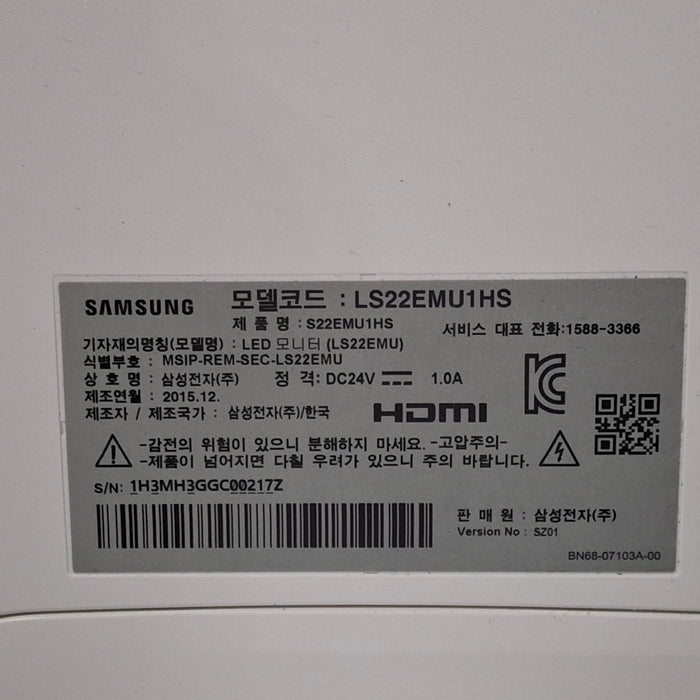 SAMSUNG 모델코드 : LS22EMU1HS
제 품 명 : S22EMU1HS 서비스 대표 전화:1588-3366
기자재의명칭(모델명) : LED 모니터 (LS22EMU)
식별부호 : MSIP-REM-SEC-LS22EMU
상 호 명 : 삼성전자(주) 정 격: DC24V 1.0A
제조연월 : 2015.12.
제조자 / 제조국가 : 삼성전자(주)/한국 HDMI
-감전의 위험이 있으니 분해하지 마세요. -고압주의-
-제품이 넘어지면 다칠 우려가 있으니 주의 바랍니다.
S/N: 1H3MH3GGC00217Z
판 매 원 : 삼성전자(주)
Version No : SZ01
BN68-07103A-00